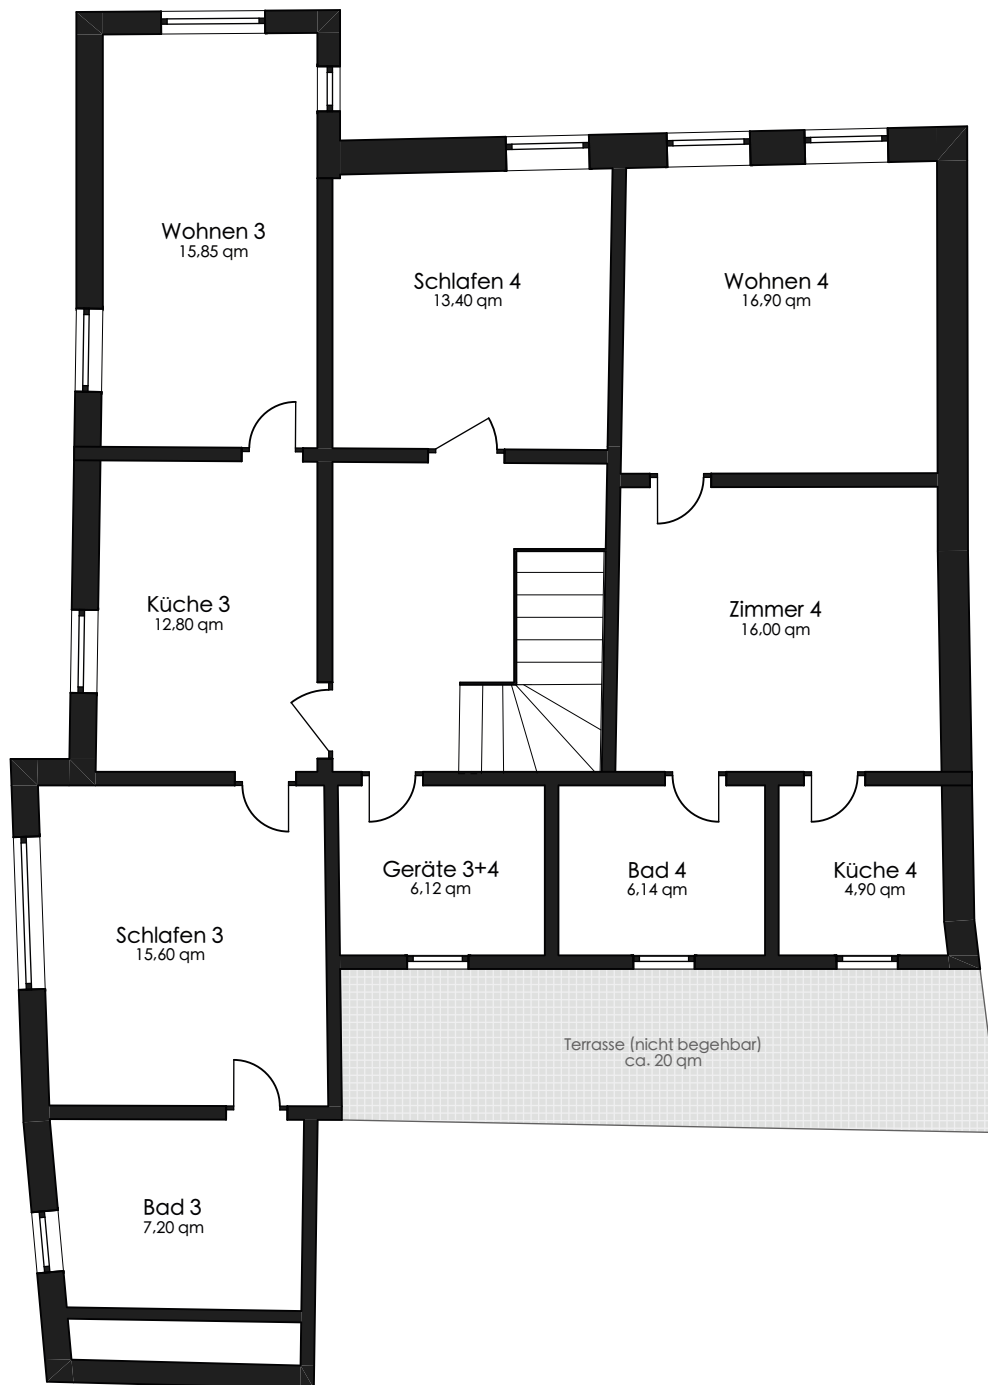 Wohnen 3
15,85 qm
Schlafen 4
13,40 qm
Wohnen 4
16,90 qm
Küche 3
12,80 qm
Zimmer 4
16,00 qm
Geräte 3+4
6,12 qm
Bad 4
6,14 qm
Küche 4
4,90 qm
Schlafen 3
15,60 qm
Terrasse (nicht begehbar)
ca. 20 qm
Bad 3
7,20 qm